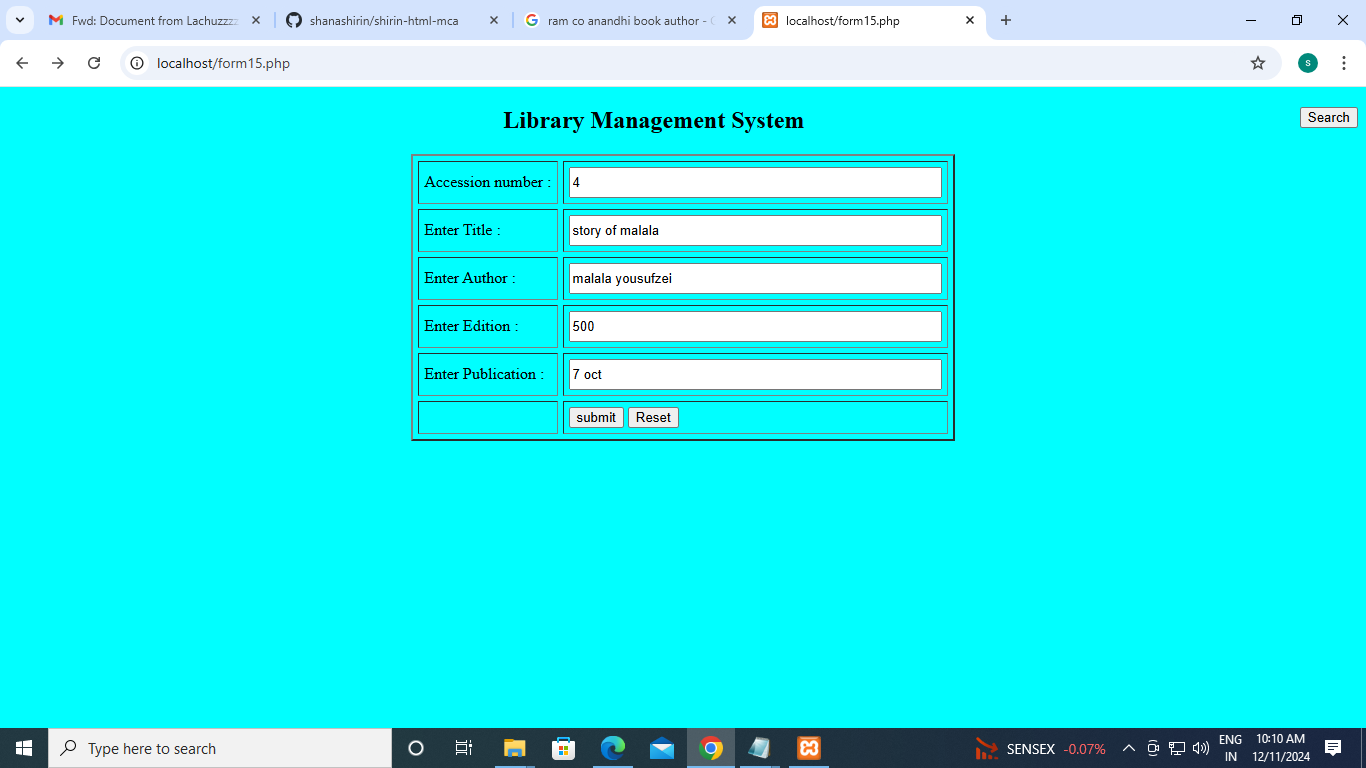 Fwd: Document from Lachuzzzz
shanashirin/shirin-html-mca
ram co anandhi book author -
localhost/form15.php
localhost/form15.php
s
Library Management System
Search
Accession number : 4
Enter Title : story of malala
Enter Author : malala yousufzei
Enter Edition : 500
Enter Publication : 7 oct
submit Reset
Type here to search
SENSEX -0.07%
ENG
IN
10:10 AM
12/11/2024